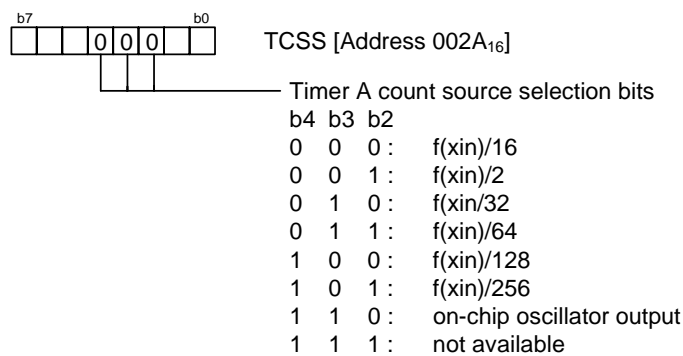 b7 b0
0 0 0 TCSS [Address 002A₁₆]
Timer A count source selection bits
b4 b3 b2
0 0 0 : f(xin)/16
0 0 1 : f(xin)/2
0 1 0 : f(xin/32
0 1 1 : f(xin)/64
1 0 0 : f(xin)/128
1 0 1 : f(xin)/256
1 1 0 : on-chip oscillator output
1 1 1 : not available